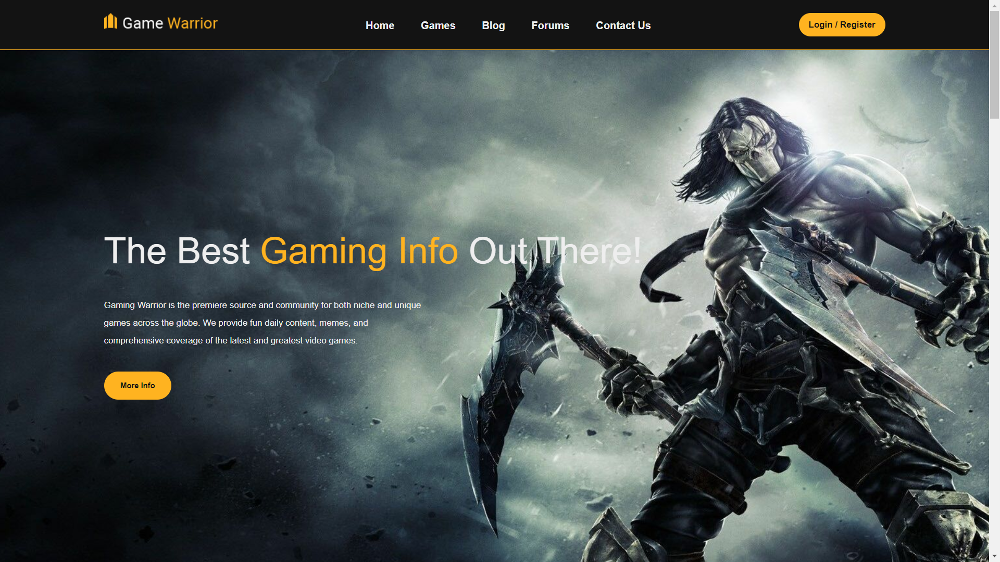 Game Warrior
Home
Games
Blog
Forums
Contact Us
Login / Register
The Best Gaming Info Out There!
Gaming Warrior is the premiere source and community for both niche and unique
games across the globe. We provide fun daily content, memes, and
comprehensive coverage of the latest and greatest video games.
More Info